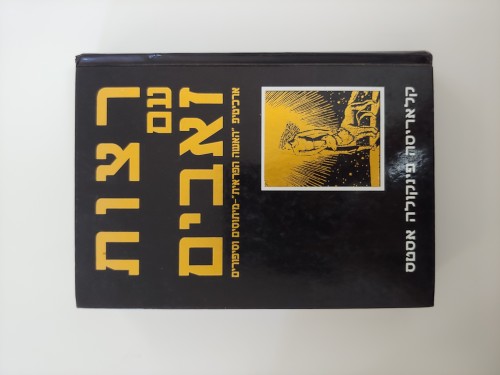 רצות
עם
זאבים
ארכיטיפ "האשה הפראית" - מיתוסים וסיפורים
קלאריסה פינקולה אסטס